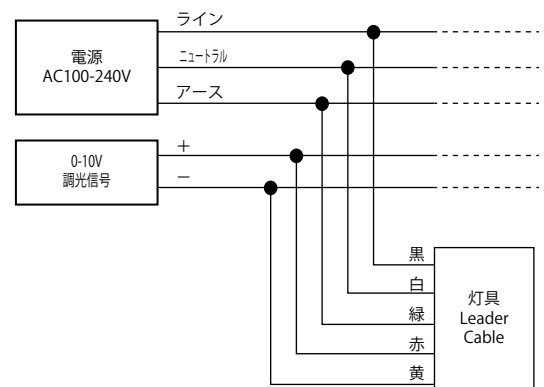 電源
AC100-240V
ライン
ニュートラル
アース
0-10V
調光信号
+
−
黒
白
緑
赤
黄
灯具
Leader
Cable